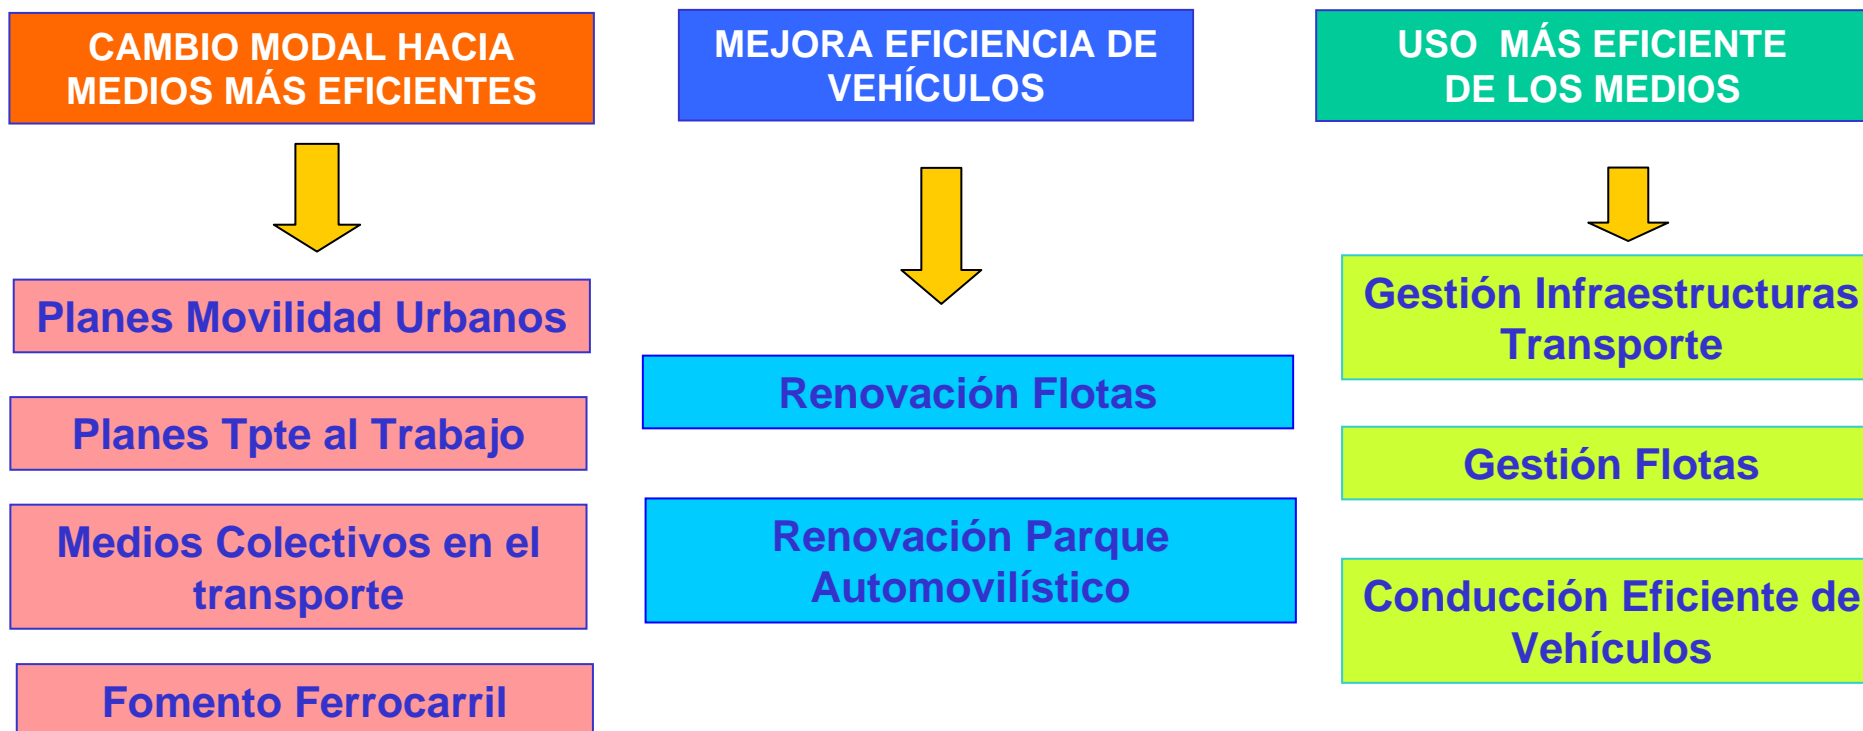 CAMBIO MODAL HACIA
MEDIOS MÁS EFICIENTES
Planes Movilidad Urbanos
Planes Tpte al Trabajo
Medios Colectivos en el
transporte
Fomento Ferrocarril
MEJORA EFICIENCIA DE
VEHÍCULOS
Renovación Flotas
Renovación Parque
Automovilístico
USO MÁS EFICIENTE
DE LOS MEDIOS
Gestión Infraestructuras
Transporte
Gestión Flotas
Conducción Eficiente de
Vehículos